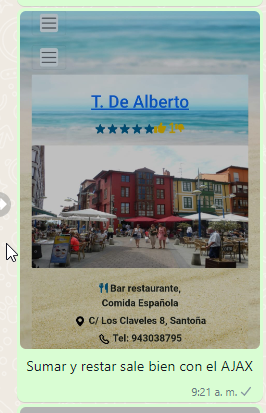 T. De Alberto
Bar restaurante,
Comida Española
C/ Los Claveles 8, Santoña
Tel: 943038795
Sumar y restar sale bien con el AJAX
9:21 a. m.